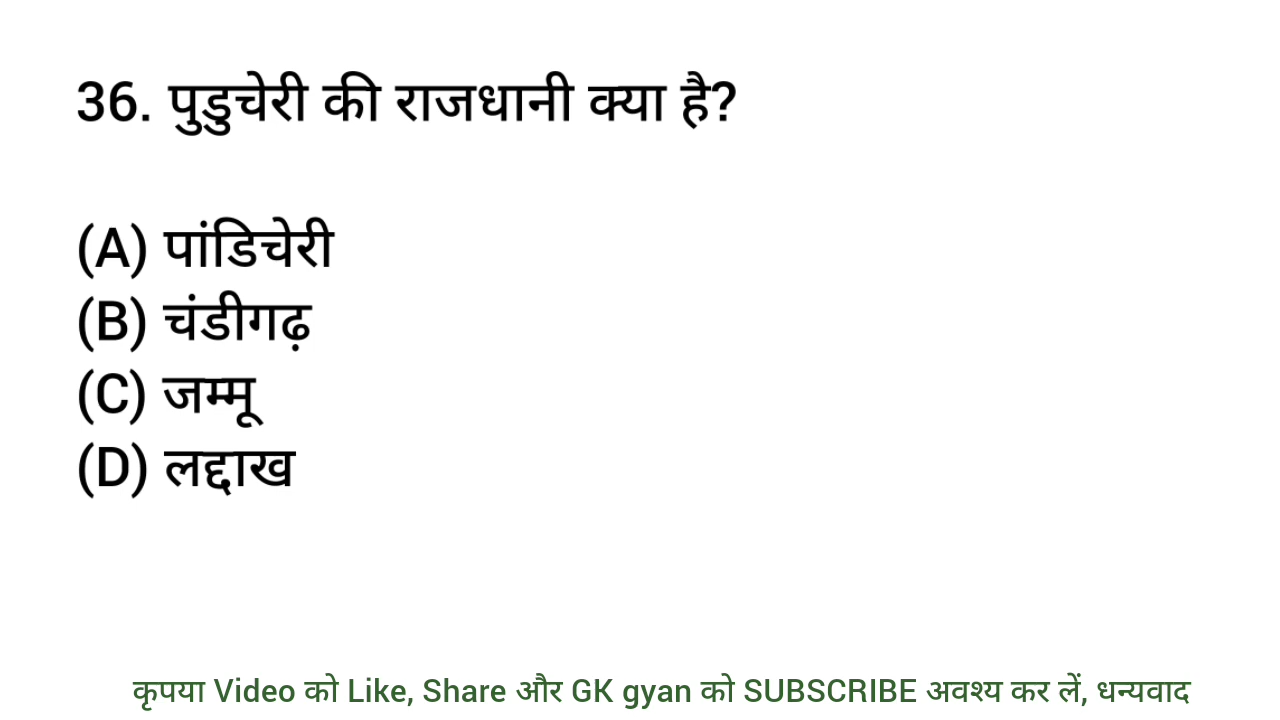 36. पुडुचेरी की राजधानी क्या है?
(A) पांडिचेरी
(B) चंडीगढ़
(C) जम्मू
(D) लद्दाख
कृपया Video को Like, Share और GK gyan को SUBSCRIBE अवश्य कर लें, धन्यवाद